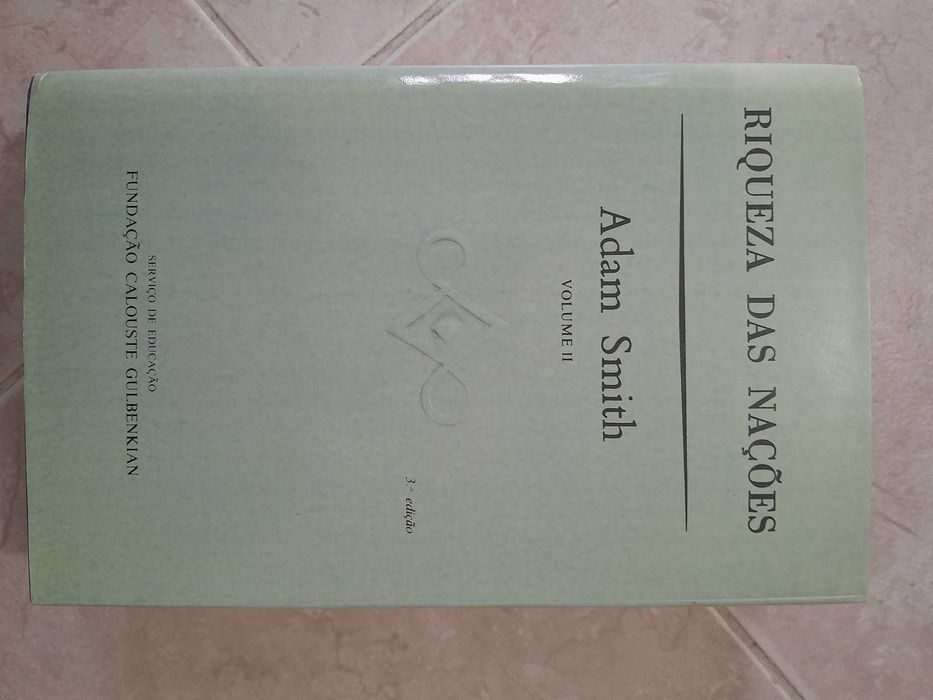 RIQUEZA DAS NAÇÕES
Adam Smith
VOLUME II
3.ª edição
SERVIÇO DE EDUCAÇÃO
FUNDAÇÃO CALOUSTE GULBENKIAN